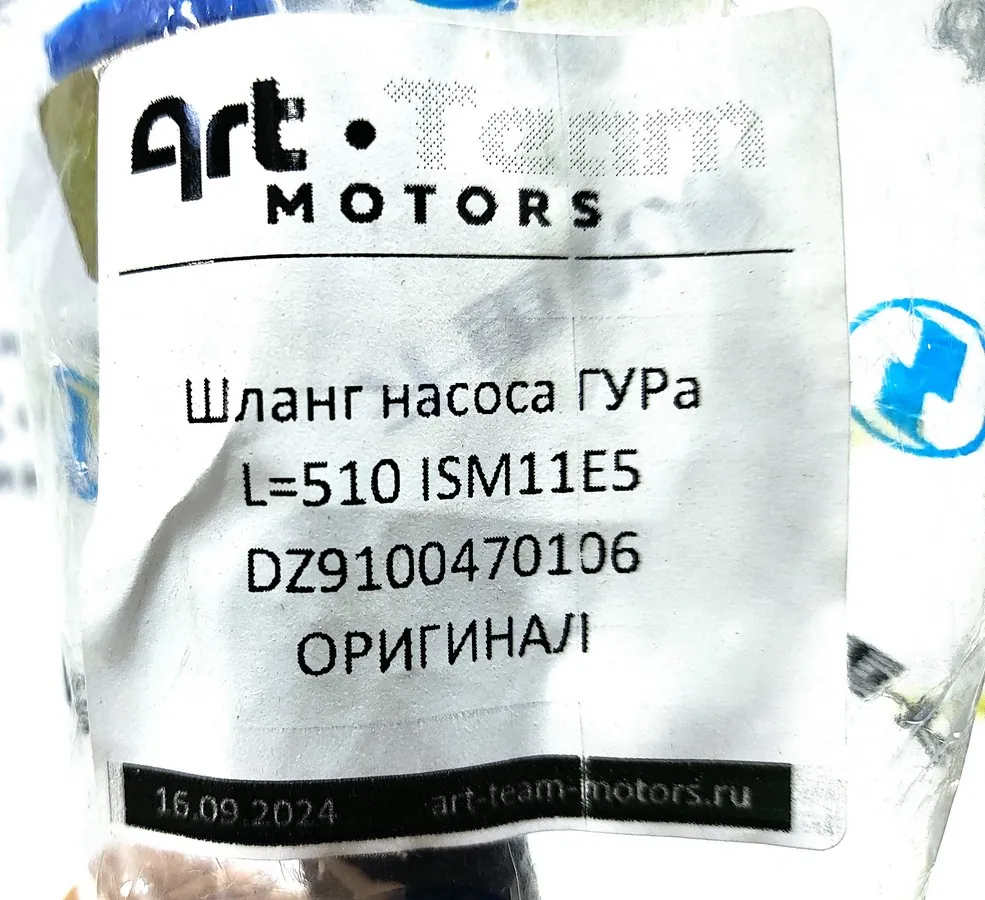 art • Team
MOTORS
Шланг насоса ГУРа
L=510 ISM11E5
DZ9100470106
ОРИГИНАЛ
16.09.2024 art-team-motors.ru